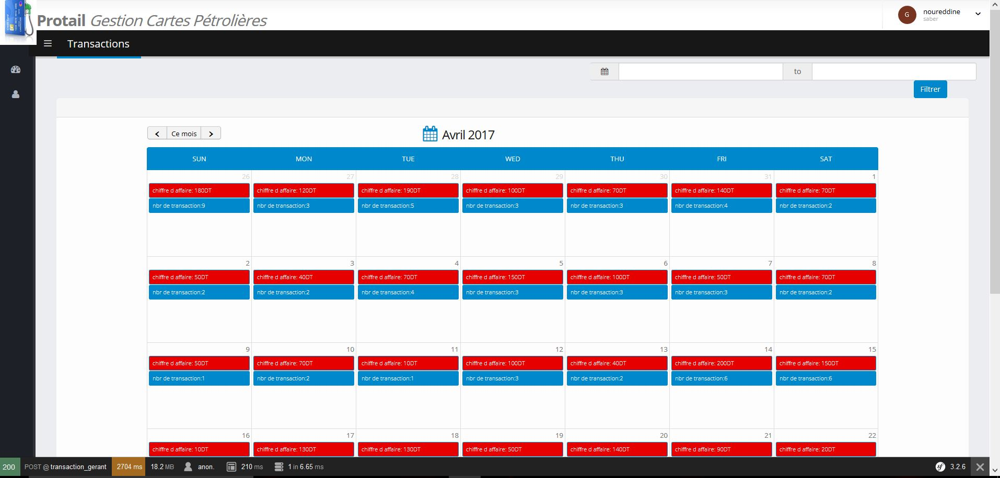 Protail Gestion Cartes Pétrolières
G
noureddine
saber
Transactions
to
Filtrer
Ce mois
Avril 2017
SUN MON TUE WED THU FRI SAT
26 27 28 29 30 31 1
chiffre d affaire: 180DT chiffre d affaire: 120DT chiffre d affaire: 190DT chiffre d affaire: 100DT chiffre d affaire: 70DT chiffre d affaire: 140DT chiffre d affaire: 70DT
nbr de transaction:9 nbr de transaction:3 nbr de transaction:5 nbr de transaction:3 nbr de transaction:3 nbr de transaction:4 nbr de transaction:2
2 3 4 5 6 7 8
chiffre d affaire: 50DT chiffre d affaire: 40DT chiffre d affaire: 70DT chiffre d affaire: 150DT chiffre d affaire: 100DT chiffre d affaire: 50DT chiffre d affaire: 70DT
nbr de transaction:2 nbr de transaction:2 nbr de transaction:4 nbr de transaction:3 nbr de transaction:3 nbr de transaction:3 nbr de transaction:2
9 10 11 12 13 14 15
chiffre d affaire: 50DT chiffre d affaire: 70DT chiffre d affaire: 10DT chiffre d affaire: 100DT chiffre d affaire: 40DT chiffre d affaire: 200DT chiffre d affaire: 150DT
nbr de transaction:1 nbr de transaction:2 nbr de transaction:1 nbr de transaction:3 nbr de transaction:2 nbr de transaction:6 nbr de transaction:6
16 17 18 19 20 21 22
chiffre d affaire: 10DT chiffre d affaire: 130DT chiffre d affaire: 130DT chiffre d affaire: 50DT chiffre d affaire: 140DT chiffre d affaire: 90DT chiffre d affaire: 20DT
200 POST @ transaction_gerant 2704 ms 18.2 MB anon. 210 ms 1 in 6.65 ms sf 3.2.6